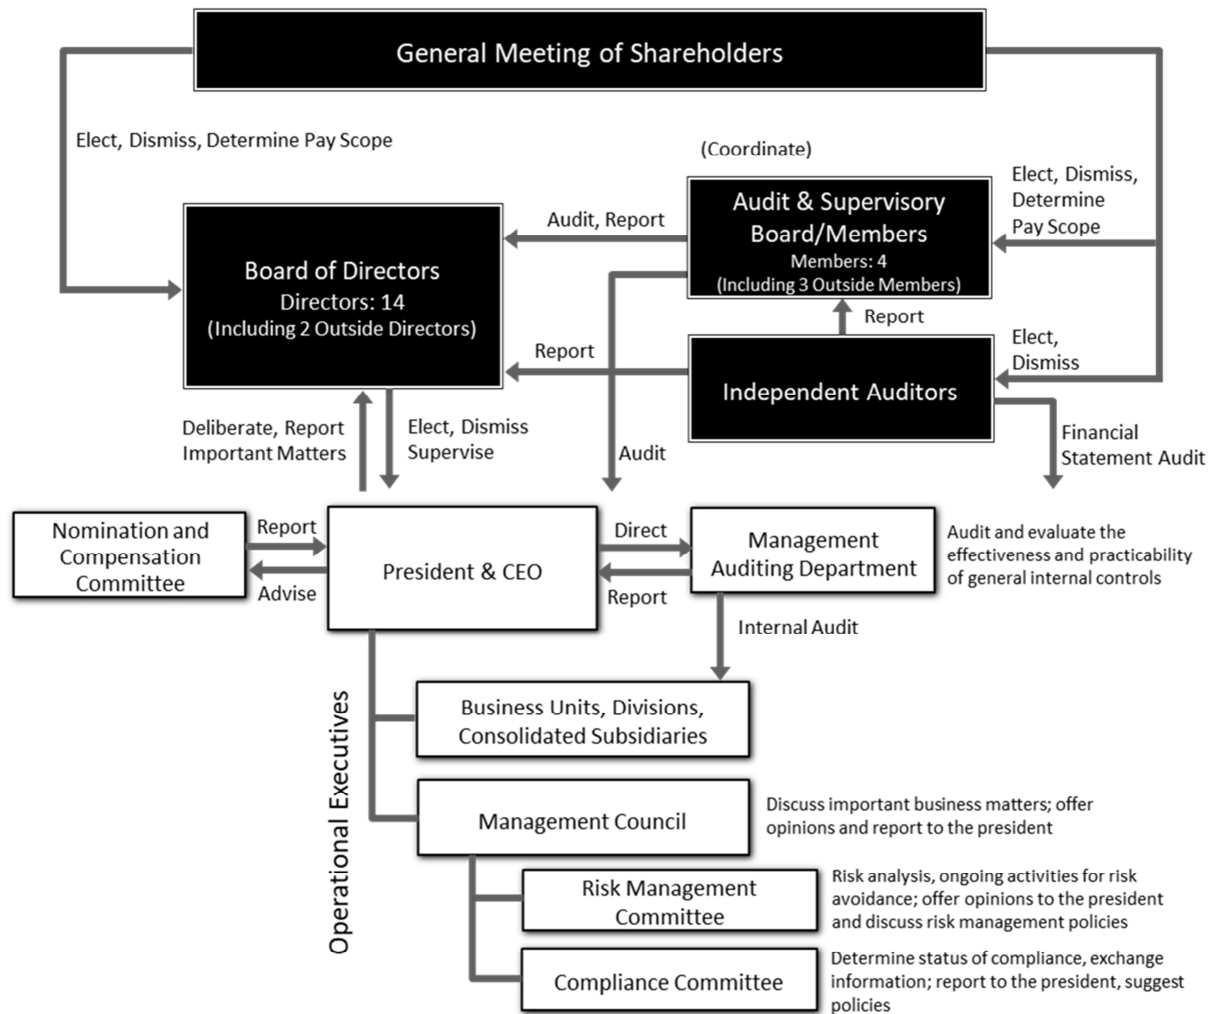 General Meeting of Shareholders
Elect, Dismiss, Determine Pay Scope
(Coordinate)
Audit & Supervisory
Board/Members
Members: 4
(Including 3 Outside Members)
Elect, Dismiss,
Determine
Pay Scope
Audit, Report
Board of Directors
Directors: 14
(Including 2 Outside Directors)
Report
Report
Elect,
Dismiss
Independent Auditors
Deliberate, Report
Important Matters
Elect, Dismiss
Supervise
Audit
Financial
Statement Audit
Nomination and
Compensation
Committee
Report
Advise
President & CEO
Direct
Report
Management
Auditing Department
Audit and evaluate the
effectiveness and practicability
of general internal controls
Internal Audit
Operational Executives
Business Units, Divisions,
Consolidated Subsidiaries
Management Council
Discuss important business matters; offer
opinions and report to the president
Risk Management
Committee
Risk analysis, ongoing activities for risk
avoidance; offer opinions to the president
and discuss risk management policies
Compliance Committee
Determine status of compliance, exchange
information; report to the president, suggest
policies